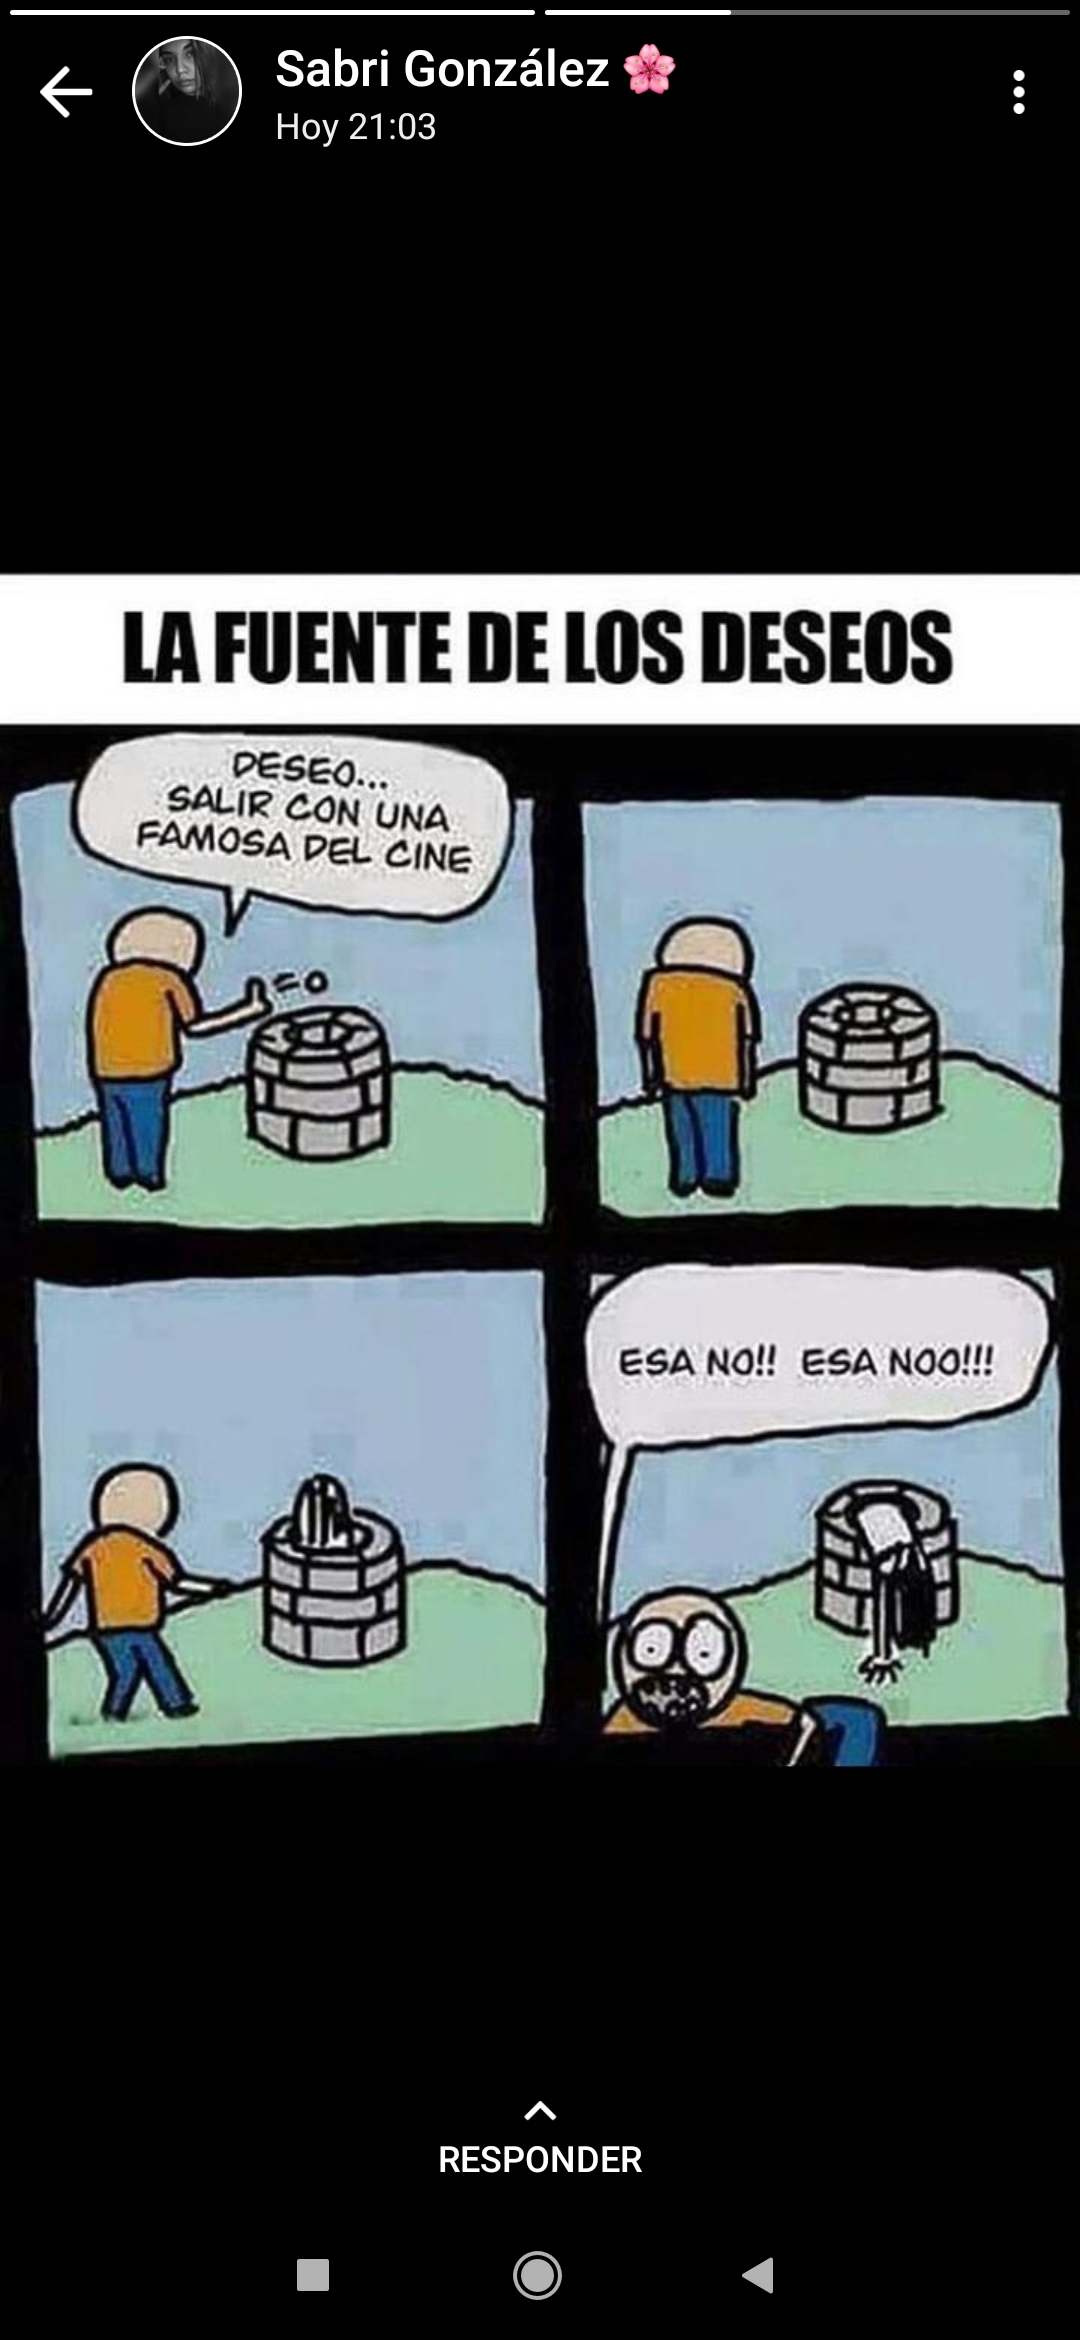 Sabri González 🌸
Hoy 21:03
LA FUENTE DE LOS DESEOS
DESEO...
SALIR CON UNA
FAMOSA DEL CINE
ESA NO!! ESA NOO!!!
RESPONDER